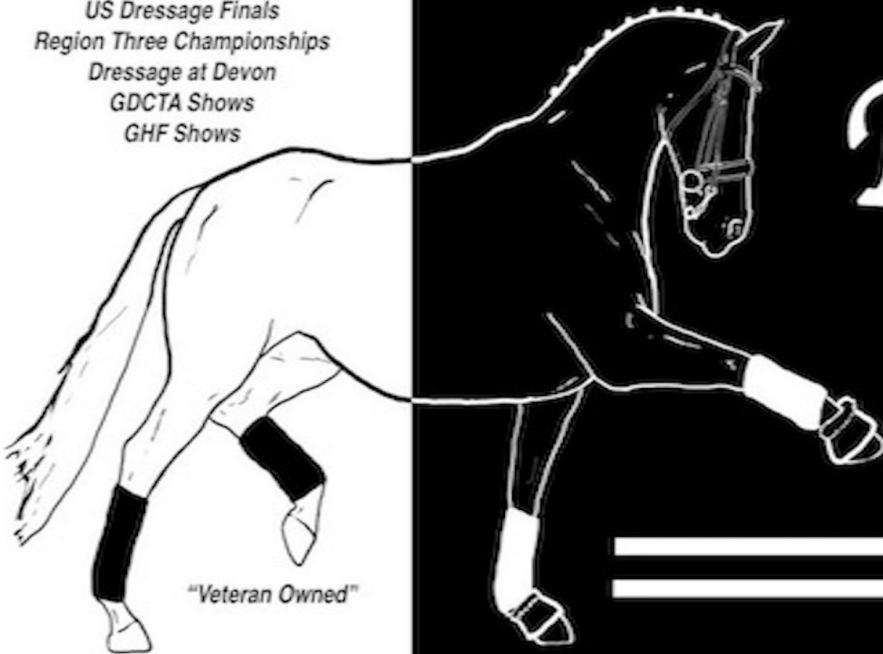 US Dressage Finals
Region Three Championships
Dressage at Devon
GDCTA Shows
GHF Shows
"Veteran Owned"